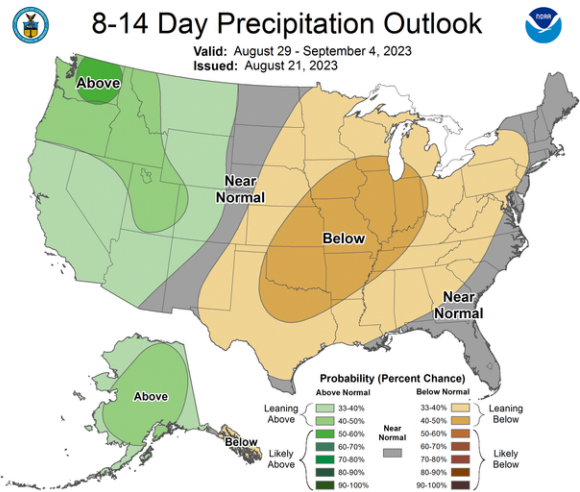 8-14 Day Precipitation Outlook
NOAA
Valid: August 29 - September 4, 2023
Issued: August 21, 2023
Above
Near
Normal
Below
Near
Normal
Above
Below
Probability (Percent Chance)
Above Normal Below Normal
Leaning
Above
33-40%
40-50%
Likely
Above
50-60%
60-70%
70-80%
80-90%
90-100%
Near
Normal
33-40%
40-50%
Leaning
Below
50-60%
60-70%
70-80%
80-90%
90-100%
Likely
Below